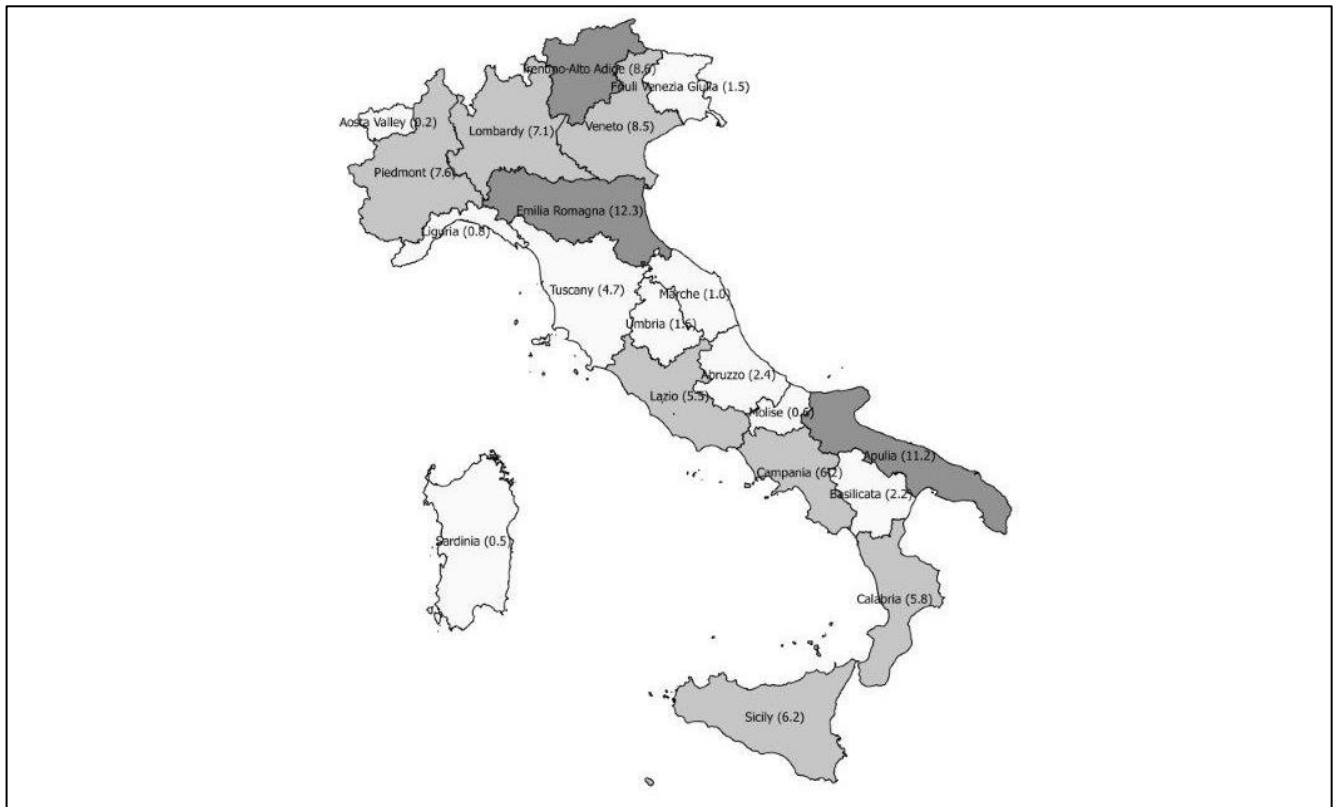 Trentino-Alto Adige (8.6)
Friuli Venezia Giulia (1.5)
Aosta Valley (0.2)
Lombardy (7.1)
Veneto (8.5)
Piedmont (7.6)
Emilia Romagna (12.3)
Liguria (0.8)
Tuscany (4.7)
Marche (1.0)
Umbria (1.6)
Abruzzo (2.4)
Lazio (5.5)
Molise (0.6)
Apulia (11.2)
Campania (6.2)
Basilicata (2.2)
Sardinia (0.5)
Calabria (5.8)
Sicily (6.2)